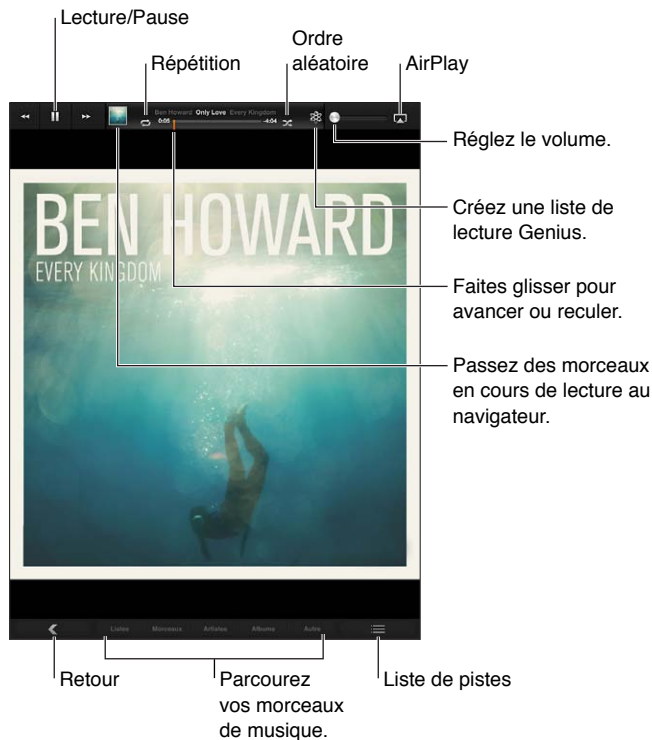 Lecture/Pause
Répétition
Ordre
aléatoire
AirPlay
Ben Howard Only Love Every Kingdom
0:05
-4:04
Réglez le volume.
Créez une liste de
lecture Genius.
Faites glisser pour
avancer ou reculer.
Passez des morceaux
en cours de lecture au
navigateur.
BEN HOWARD
EVERY KINGDOM
Listes Morceaux Artistes Albums Autre
Retour
Parcourez
vos morceaux
de musique.
Liste de pistes